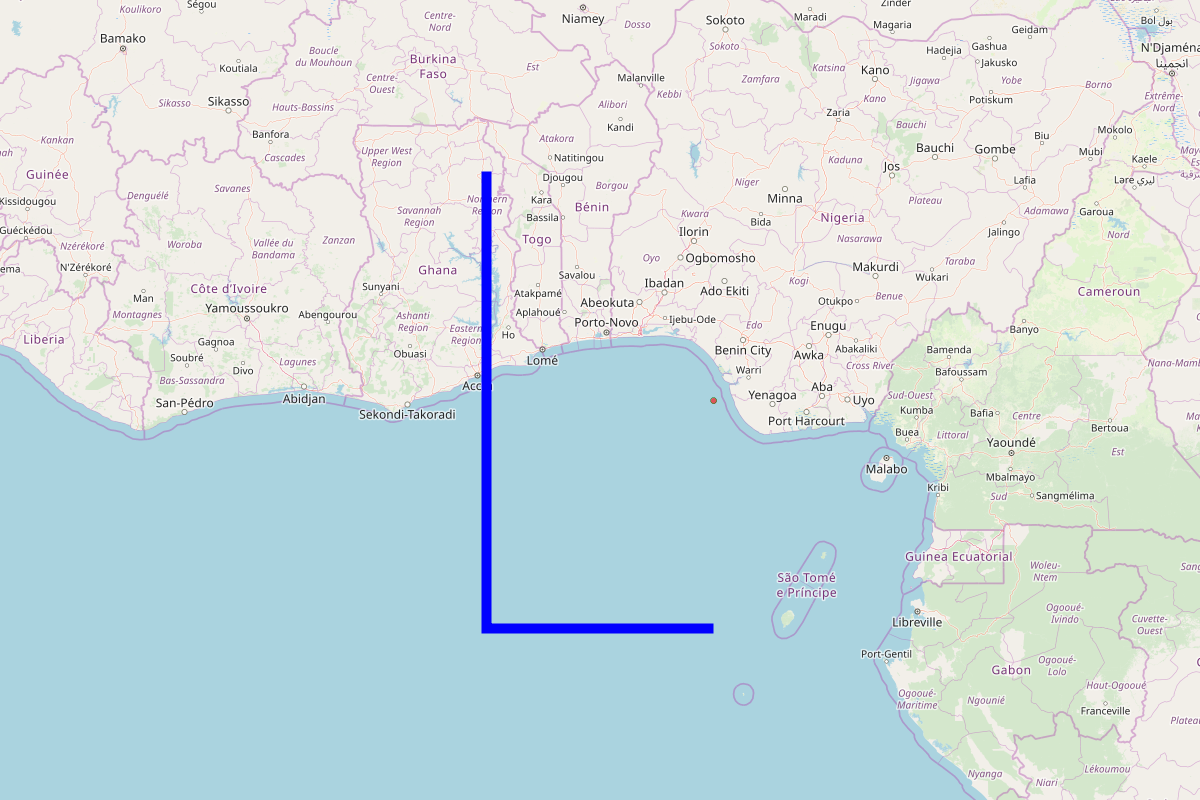 Ségou
Koulikoro
Niamey
Dosso
Sokoto
Sokoto
Maradi
Zinder
Magaria
Geidam
Bol بول
Bamako
Centre-
Nord
Boucle
du Mouhoun
Burkina
Faso
Est
Koutiala
Centre-
Ouest
Sikasso
Sikasso
Hauts-Bassins
Malanville
Kebbi
Zamfara
Katsina
Kano
Kano
Hadejia
Gashua
Jakusko
Jigawa
Yobe
Potiskum
Borno
N'Djaména
انجمينا
Extrême-
Nord
Alibori
Kandi
Zaria
Bauchi
Bauchi
Biu
Mokolo
Banfora
Cascades
Upper West
Region
Atakora
Natitingou
Kaduna
Jos
Gombe
Mubi
Kaele
Kankan
Guinée
Kissidougou
Guéckédou
Nzérékoré
N'Zérékoré
Denguélé
Savanes
Savannah
Region
Djougou
Kara
Borgou
Bassila
Bénin
Togo
Niger
Minna
Bida
Kwara
Ilorin
Nigeria
Nasarawa
Plateau
Lafia
Lare ليري
Adamawa
Garoua
Nord
Jalingo
Taraba
Woroba
Vallée du
Bandama
Zanzan
Ghana
Savalou
Oyo
Ogbomosho
Kogi
Makurdi
Wukari
Côte d'Ivoire
Man
Montagnes
Yamoussoukro
Sunyani
Abengourou
Ashanti
Region
Atakpamé
Aplahoué
Abeokuta
Ibadan
Ado Ekiti
Otukpo
Benue
Cameroun
Liberia
Gagnoa
Soubré
Divo
Lagunes
Bas-Sassandra
Obuasi
Eastern
Region
Ho
Porto-Novo
Ijebu-Ode
Edo
Enugu
Banyo
Lomé
Benin City
Awka
Abakaliki
Cross River
Bamenda
Bafoussam
Warri
San-Pédro
Abidjan
Sekondi-Takoradi
Yenagoa
Aba
Uyo
Port Harcourt
Sud-Ouest
Kumba
Bafia
Centre
Buea
Littoral
Bertoua
Yaoundé
Est
Malabo
Mbalmayo
Kribi
Sud
Sangmélima
São Tomé
e Príncipe
Guinea Ecuatorial
Woleu-
Ntem
Ogooué-
Ivindo
Libreville
Cuvette-
Ouest
Port-Gentil
Gabon
Ogooué-
Lolo
Ogooué-
Maritime
Ngounié
Haut-Ogooué
Franceville
Plateau
Nyanga
Niari
Lékoumou